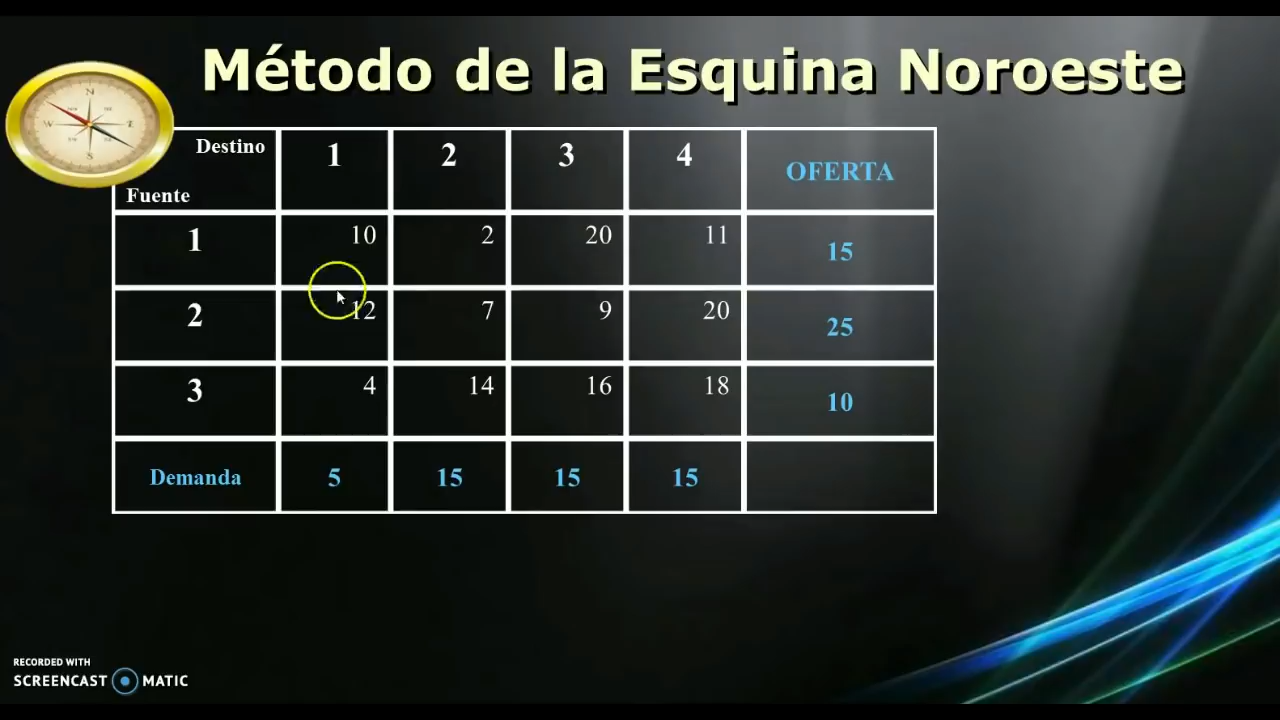 Método de la Esquina Noroeste
N
W
S
Destino
Fuente
1 2 3 4 OFERTA
1 10 2 20 11 15
2 12 7 9 20 25
3 4 14 16 18 10
Demanda 5 15 15 15
RECORDED WITH
SCREENCAST MATIC